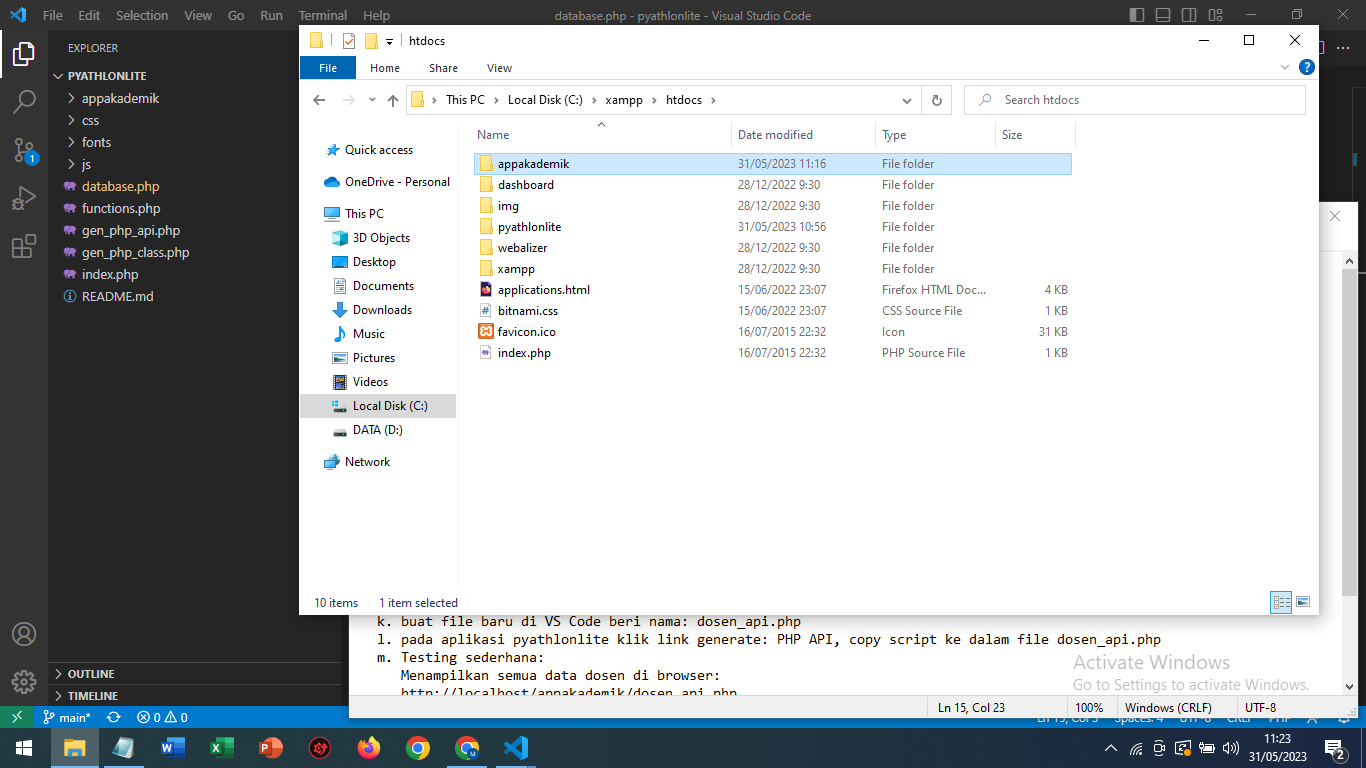 File Edit Selection View Go Run Terminal Help database.php - pyathonlite - Visual Studio Code
EXPLORER
PYATHLONLITE
appakademik
css
fonts
js
database.php
functions.php
gen_php_api.php
gen_php_class.php
index.php
README.md
OUTLINE
TIMELINE
1
main* 0 0
htdocs
File Home Share View
This PC Local Disk (C:) xampp htdocs
Search htdocs
Quick access
OneDrive - Personal
This PC
3D Objects
Desktop
Documents
Downloads
Music
Pictures
Videos
Local Disk (C:)
DATA (D:)
Network
Name Date modified Type Size
appakademik 31/05/2023 11:16 File folder
dashboard 28/12/2022 9:30 File folder
img 28/12/2022 9:30 File folder
pyathlonlite 31/05/2023 10:56 File folder
webalizer 28/12/2022 9:30 File folder
xampp 28/12/2022 9:30 File folder
applications.html 15/06/2022 23:07 Firefox HTML Doc... 4 KB
bitnami.css 15/06/2022 23:07 CSS Source File 1 KB
favicon.ico 16/07/2015 22:32 Icon 31 KB
index.php 16/07/2015 22:32 PHP Source File 1 KB
10 items 1 item selected
k. buat file baru di VS Code beri nama: dosen_api.php
l. pada aplikasi pyathlonlite klik link generate: PHP API, copy script ke dalam file dosen_api.php
m. Testing sederhana:
Menampilkan semua data dosen di browser:
http://localhost/appakademik/dosen_api.php
Activate Windows
Go to Settings to activate Windows.
Ln 15, Col 23 100% Windows (CRLF) UTF-8
11:23
31/05/2023
2